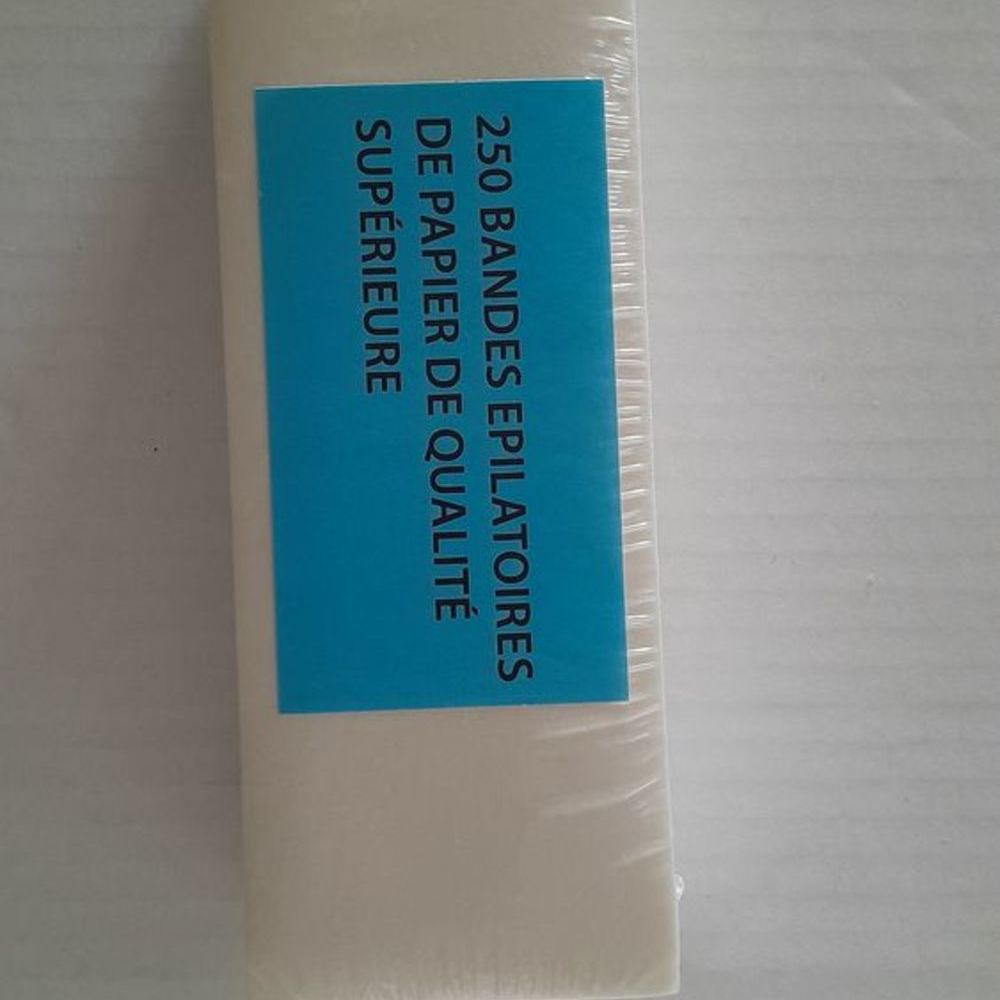 250 BANDES EPILATOIRES
DE PAPIER DE QUALITÉ
SUPÉRIEURE